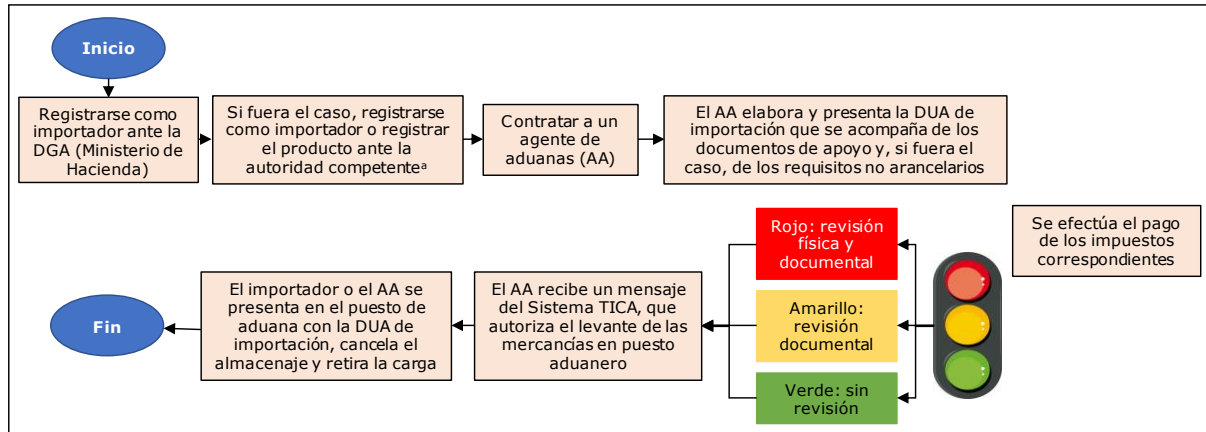 Inicio
Registrarse como
importador ante la
DGA (Ministerio de
Hacienda)
Si fuera el caso, registrarse
como importador o registrar
el producto ante la
autoridad competenteᵃ
Contratar a un
agente de
aduanas (AA)
El AA elabora y presenta la DUA de
importación que se acompaña de los
documentos de apoyo y, si fuera el
caso, de los requisitos no arancelarios
Se efectúa el pago
de los impuestos
correspondientes
Rojo: revisión
física y
documental
Amarillo:
revisión
documental
Verde: sin
revisión
El AA recibe un mensaje
del Sistema TICA, que
autoriza el levante de las
mercancías en puesto
aduanero
El importador o el AA se
presenta en el puesto de
aduana con la DUA de
importación, cancela el
almacenaje y retira la carga
Fin